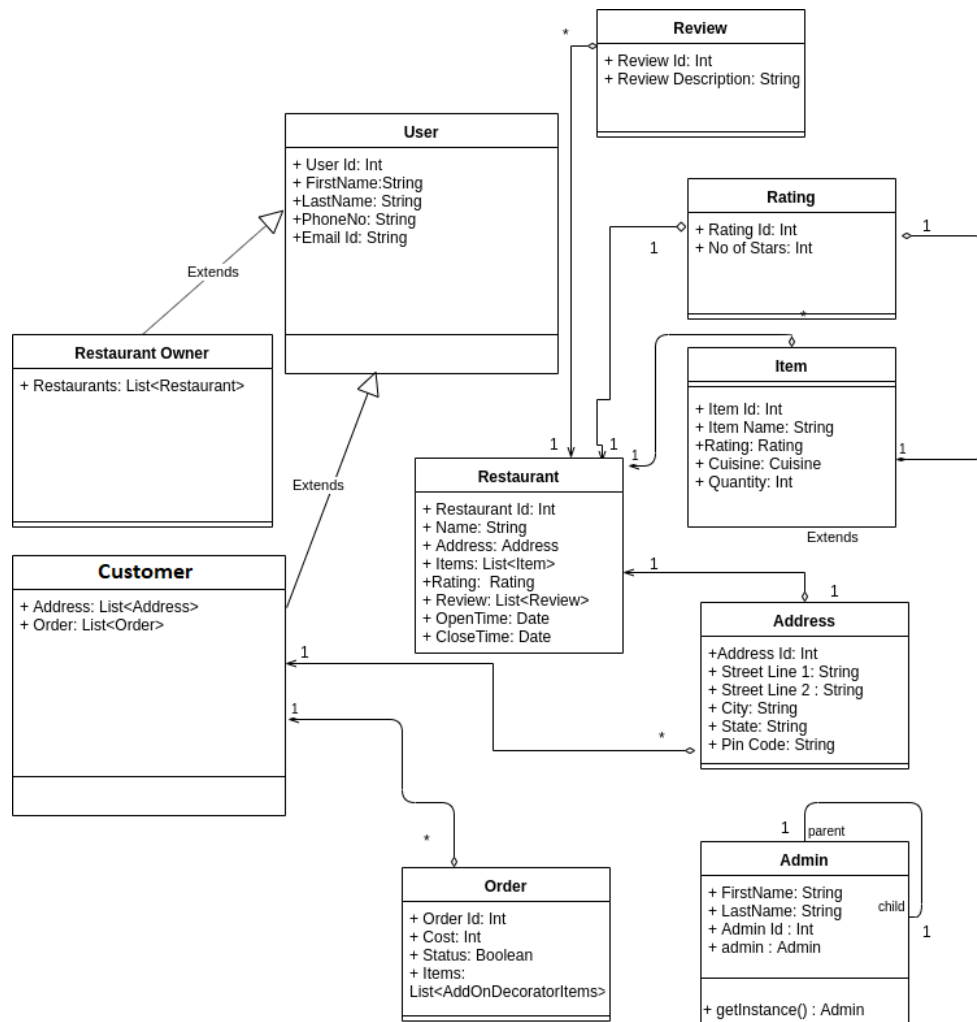 Review
+ Review Id: Int
+ Review Description: String
*
1
User
+ User Id: Int
+ FirstName:String
+LastName: String
+PhoneNo: String
+Email Id: String
Rating
+ Rating Id: Int
+ No of Stars: Int
1
1
1
Extends
Restaurant Owner
+ Restaurants: List<Restaurant>
*
Item
+ Item Id: Int
+ Item Name: String
+Rating: Rating
+ Cuisine: Cuisine
+ Quantity: Int
1
1
Extends
Extends
Restaurant
+ Restaurant Id: Int
+ Name: String
+ Address: Address
+ Items: List<Item>
+Rating:  Rating
+ Review: List<Review>
+ OpenTime: Date
+ CloseTime: Date
Customer
+ Address: List<Address>
+ Order: List<Order>
1
1
Address
+Address Id: Int
+ Street Line 1: String
+ Street Line 2 : String
+ City: String
+ State: String
+ Pin Code: String
1
*
1
*
Order
+ Order Id: Int
+ Cost: Int
+ Status: Boolean
+ Items:
List<AddOnDecoratorItems>
1
parent
Admin
+ FirstName: String
+ LastName: String
+ Admin Id : Int
+ admin : Admin
child
1
+ getInstance() : Admin